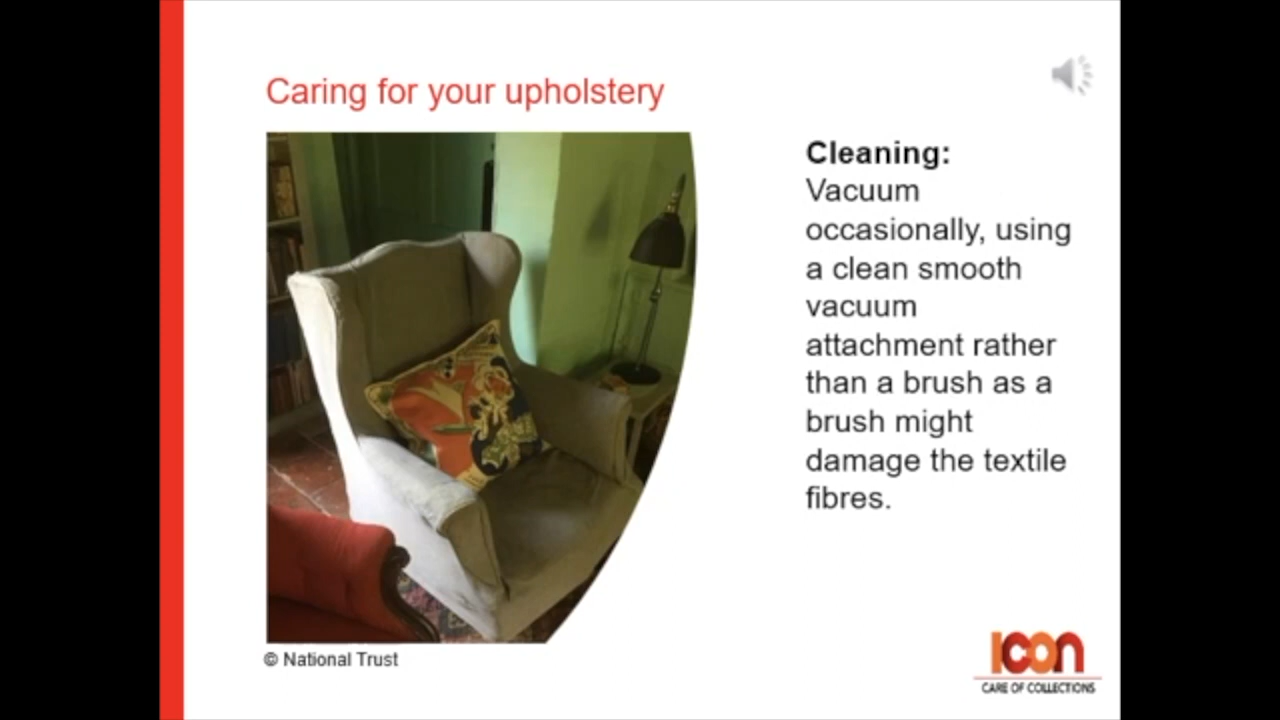 Caring for your upholstery
Cleaning:
Vacuum
occasionally, using
a clean smooth
vacuum
attachment rather
than a brush as a
brush might
damage the textile
fibres.
© National Trust
Icon
CARE OF COLLECTIONS